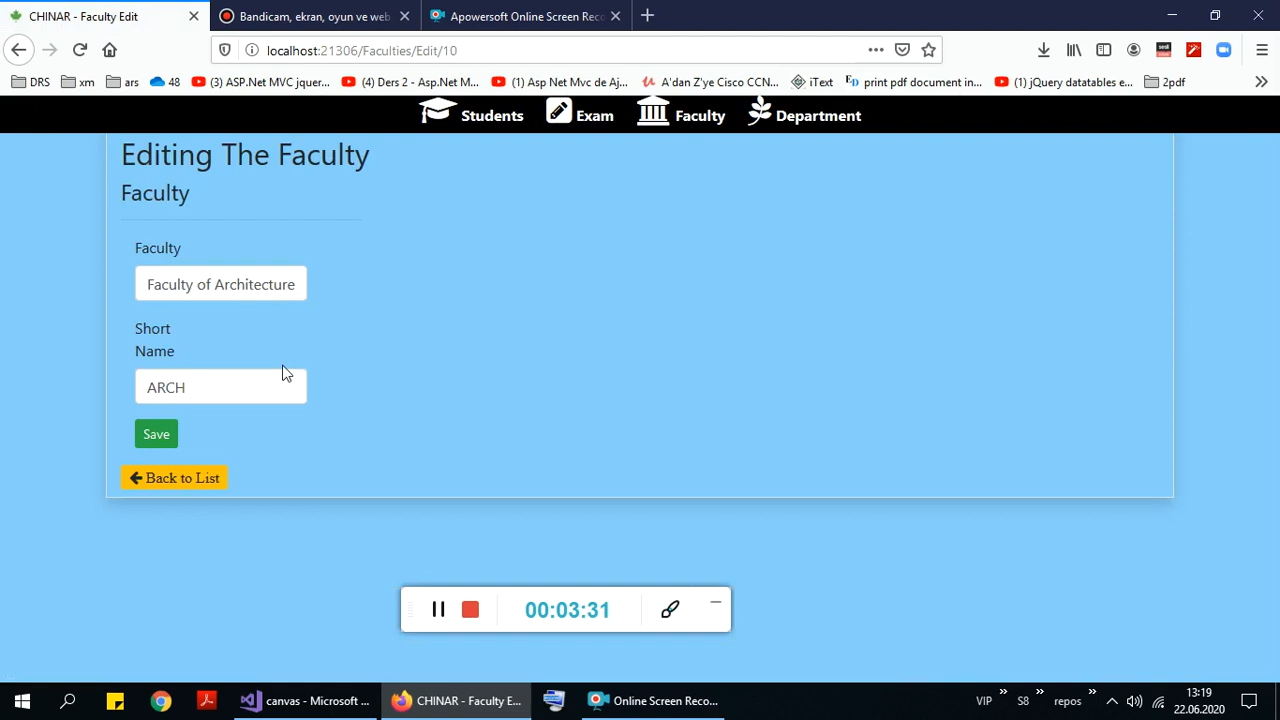 CHINAR - Faculty Edit
Bandicam, ekran, oyun ve web
Apowersoft Online Screen Reco
localhost:21306/Faculties/Edit/10
DRS
xm
ars
48
(3) ASP.Net MVC jquer...
(4) Ders 2 - Asp.Net M...
(1) Asp Net Mvc de Aj...
A'dan Z'ye Cisco CCN...
iText
print pdf document in...
(1) jQuery datatables e...
2pdf
Students
Exam
Faculty
Department
Editing The Faculty
Faculty
Faculty
Faculty of Architecture
Short
Name
ARCH
Save
Back to List
00:03:31
canvas - Microsoft ...
CHINAR - Faculty E...
Online Screen Reco...
VIP
S8
repos
13:19
22.06.2020